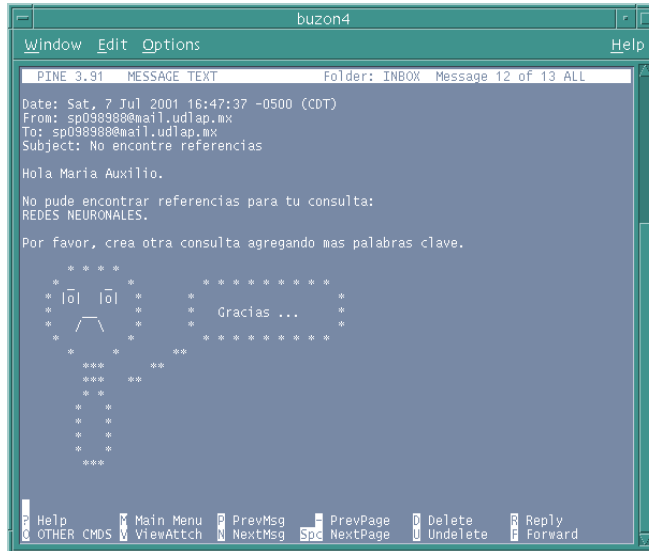 buzon4
Window Edit Options Help
PINE 3.91 MESSAGE TEXT Folder: INBOX Message 12 of 13 ALL
Date: Sat, 7 Jul 2001 16:47:37 -0500 (CDT)
From: sp098988@mail.udlap.mx
To: sp098988@mail.udlap.mx
Subject: No encontre referencias
Hola Maria Auxilio.
No pude encontrar referencias para tu consulta:
REDES NEURONALES.
Por favor, crea otra consulta agregando mas palabras clave.
|o| |o|
Gracias ...
? Help M Main Menu P PrevMsg - PrevPage D Delete R Reply
O OTHER CMDS V ViewAttch N NextMsg Spc NextPage U Undelete F Forward